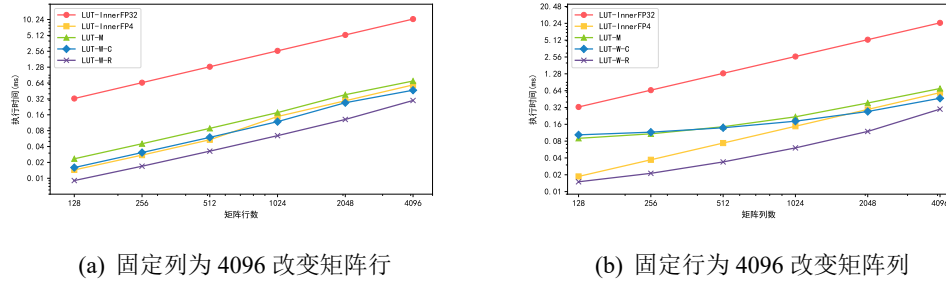 LUT-InnerFP32
LUT-InnerFP4
LUT-M
LUT-W-C
LUT-W-R
执行时间(ms)
10.24
5.12
2.56
1.28
0.64
0.32
0.16
0.08
0.04
0.02
0.01
128
256
512
1024
2048
4096
矩阵行数
(a) 固定列为 4096 改变矩阵行
LUT-InnerFP32
LUT-InnerFP4
LUT-M
LUT-W-C
LUT-W-R
执行时间(ms)
20.48
10.24
5.12
2.56
1.28
0.64
0.32
0.16
0.08
0.04
0.02
0.01
128
256
512
1024
2048
4096
矩阵列数
(b) 固定行为 4096 改变矩阵列